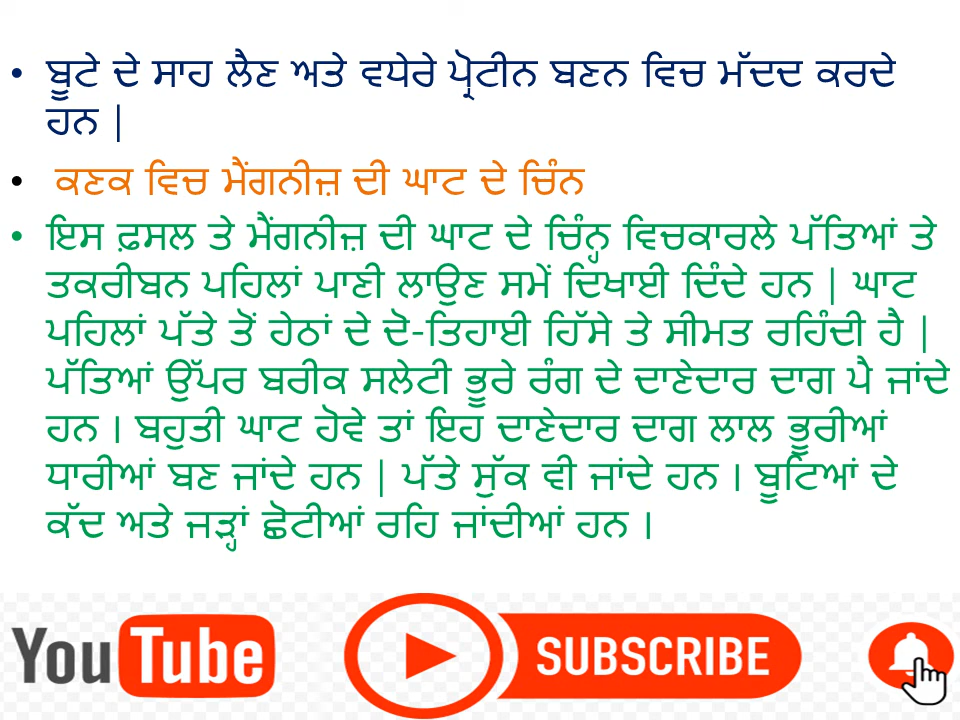 • ਬੂਟੇ ਦੇ ਸਾਹ ਲੈਣ ਅਤੇ ਵਧੇਰੇ ਪ੍ਰੋਟੀਨ ਬਣਨ ਵਿਚ ਮੱਦਦ ਕਰਦੇ
ਹਨ |
• ਕਣਕ ਵਿਚ ਮੈਂਗਨੀਜ਼ ਦੀ ਘਾਟ ਦੇ ਚਿੰਨ
• ਇਸ ਫ਼ਸਲ ਤੇ ਮੈਂਗਨੀਜ਼ ਦੀ ਘਾਟ ਦੇ ਚਿੰਨ੍ਹ ਵਿਚਕਾਰਲੇ ਪੱਤਿਆਂ ਤੇ
ਤਕਰੀਬਨ ਪਹਿਲਾਂ ਪਾਣੀ ਲਾਉਣ ਸਮੇਂ ਦਿਖਾਈ ਦਿੰਦੇ ਹਨ | ਘਾਟ
ਪਹਿਲਾਂ ਪੱਤੇ ਤੋਂ ਹੇਠਾਂ ਦੇ ਦੋ-ਤਿਹਾਈ ਹਿੱਸੇ ਤੇ ਸੀਮਤ ਰਹਿੰਦੀ ਹੈ |
ਪੱਤਿਆਂ ਉੱਪਰ ਬਰੀਕ ਸਲੇਟੀ ਭੂਰੇ ਰੰਗ ਦੇ ਦਾਣੇਦਾਰ ਦਾਗ ਪੈ ਜਾਂਦੇ
ਹਨ । ਬਹੁਤੀ ਘਾਟ ਹੋਵੇ ਤਾਂ ਇਹ ਦਾਣੇਦਾਰ ਦਾਗ ਲਾਲ ਭੂਰੀਆਂ
ਧਾਰੀਆਂ ਬਣ ਜਾਂਦੇ ਹਨ | ਪੱਤੇ ਸੁੱਕ ਵੀ ਜਾਂਦੇ ਹਨ । ਬੂਟਿਆਂ ਦੇ
ਕੱਦ ਅਤੇ ਜੜ੍ਹਾਂ ਛੋਟੀਆਂ ਰਹਿ ਜਾਂਦੀਆਂ ਹਨ ।
YouTube SUBSCRIBE